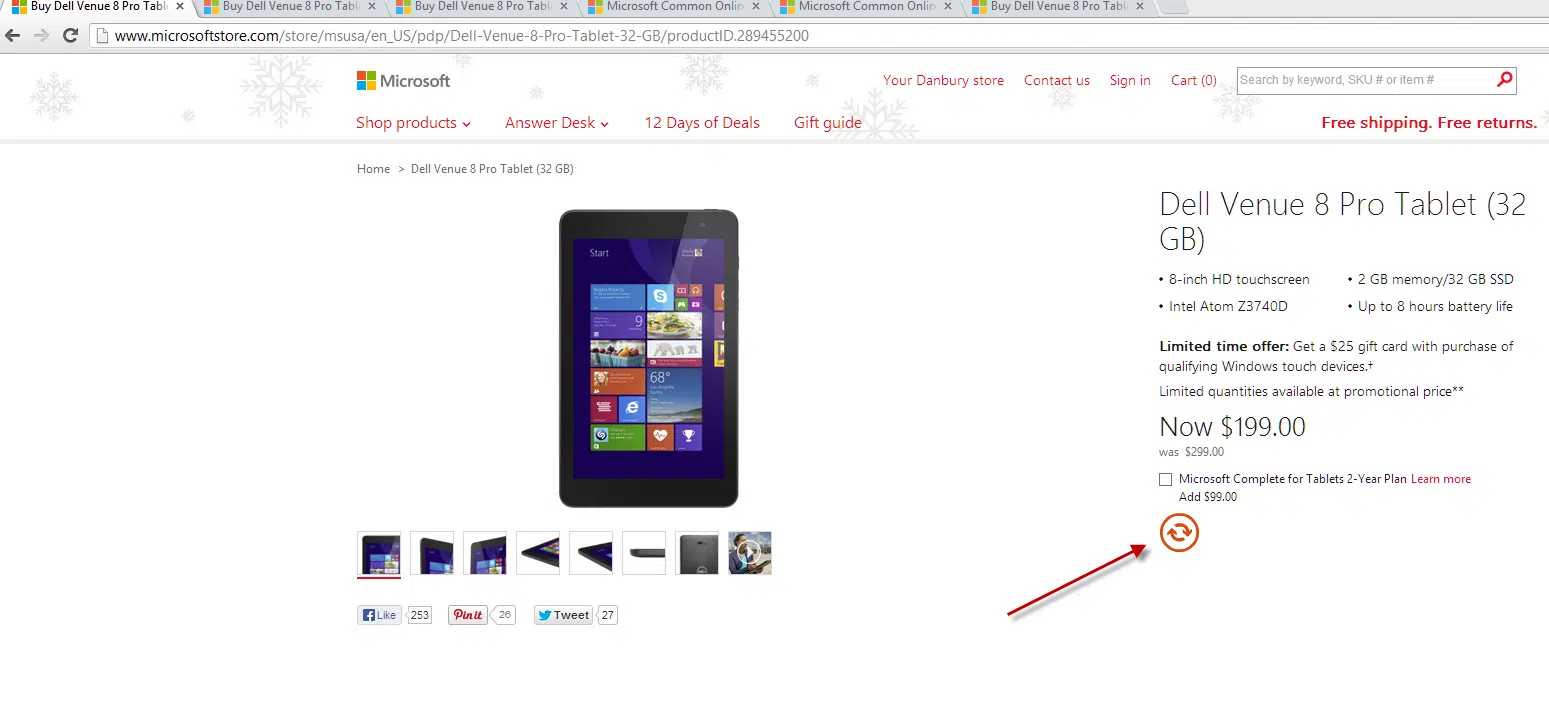 Buy Dell Venue 8 Pro Tabl
Buy Dell Venue 8 Pro Tabl
Buy Dell Venue 8 Pro Tabl
Microsoft Common Onlin
Microsoft Common Onlin
Buy Dell Venue 8 Pro Tabl
www.microsoftstore.com/store/msusa/en_US/pdp/Dell-Venue-8-Pro-Tablet-32-GB/productID.289455200
Microsoft
Your Danbury store
Contact us
Sign in
Cart (0)
Search by keyword, SKU # or item #
Shop products
Answer Desk
12 Days of Deals
Gift guide
Free shipping. Free returns.
Home > Dell Venue 8 Pro Tablet (32 GB)
Start
9
68°
Dell Venue 8 Pro Tablet (32
GB)
• 8-inch HD touchscreen
• 2 GB memory/32 GB SSD
• Intel Atom Z3740D
• Up to 8 hours battery life
Limited time offer: Get a $25 gift card with purchase of
qualifying Windows touch devices.†
Limited quantities available at promotional price**
Now $199.00
was $299.00
Microsoft Complete for Tablets 2-Year Plan Learn more
Add $99.00
Like 253
Pin it 26
Tweet 27